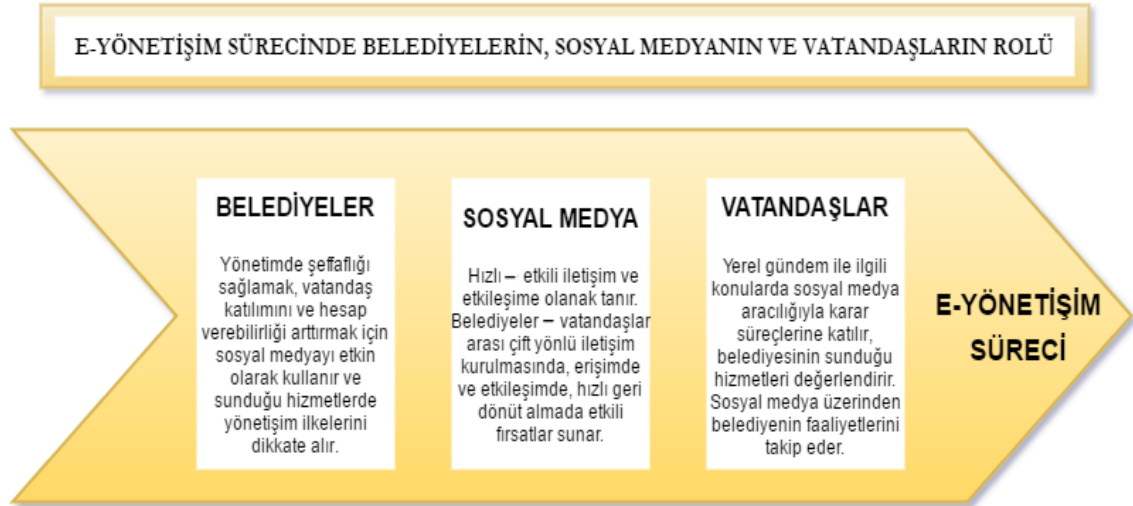 E-YÖNETİŞİM SÜRECİNDE BELEDİYELERİN, SOSYAL MEDYANIN VE VATANDAŞLARIN ROLÜ
BELEDİYELER
Yönetimde şeffaflığı
sağlamak, vatandaş
katılımını ve hesap
verebilirliği arttırmak için
sosyal medyayı etkin
olarak kullanır ve
sunduğu hizmetlerde
yönetişim ilkelerini
dikkate alır.
SOSYAL MEDYA
Hızlı – etkili iletişim ve
etkileşime olanak tanır.
Belediyeler – vatandaşlar
arası çift yönlü iletişim
kurulmasında, erişimde
ve etkileşimde, hızlı geri
dönüt almada etkili
fırsatlar sunar.
VATANDAŞLAR
Yerel gündem ile ilgili
konularda sosyal medya
aracılığıyla karar
süreçlerine katılır,
belediyesinin sunduğu
hizmetleri değerlendirir.
Sosyal medya üzerinden
belediyenin faaliyetlerini
takip eder.
E-YÖNETİŞİM
SÜRECİ